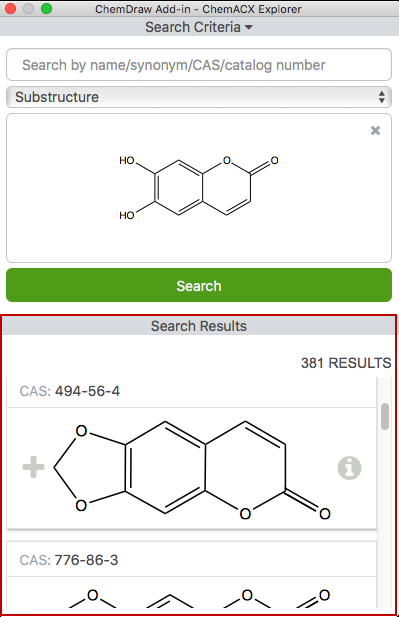 ChemDraw Add-in - ChemACX Explorer
Search Criteria
Search by name/synonym/CAS/catalog number
Substructure
HO O O
HO
Search
Search Results
381 RESULTS
CAS: 494-56-4
O
O
O O
CAS: 776-86-3
O O O